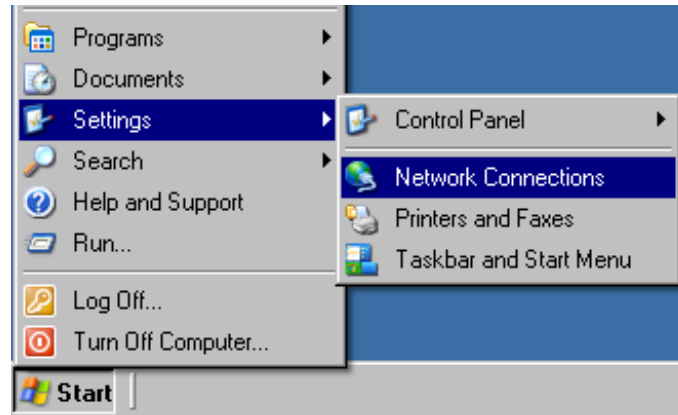 Programs
Documents
Settings
Search
Help and Support
Run...
Log Off...
Turn Off Computer...
Control Panel
Network Connections
Printers and Faxes
Taskbar and Start Menu
Start